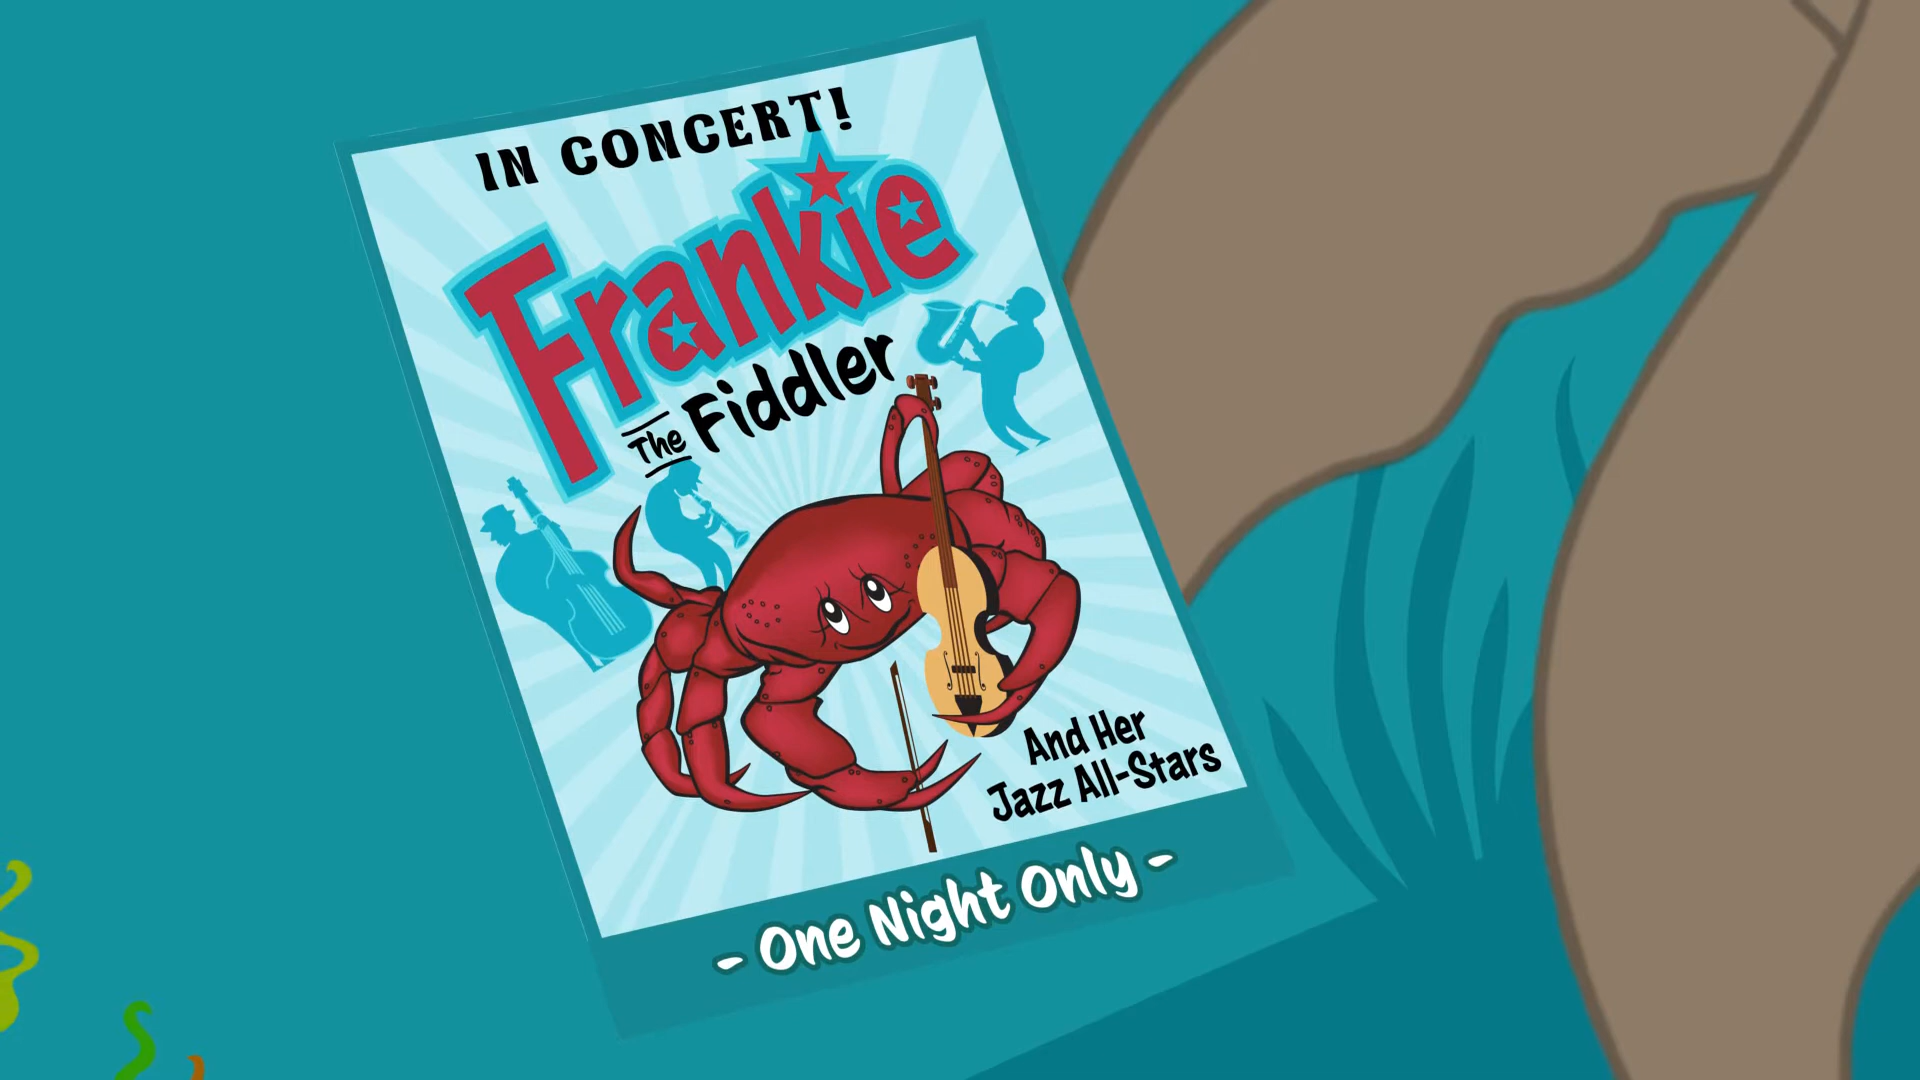 IN CONCERT!
Frankie
The Fiddler
And Her
Jazz All-Stars
- One Night Only -